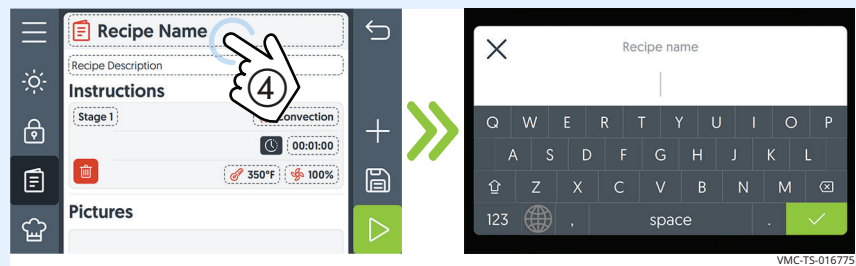 Recipe Name
Recipe Description
Instructions
4
Stage 1
onvection
00:01:00
350°F 100%
Pictures
Recipe name
Q W E R T Y U I O P
A S D F G H J K L
Z X C V B N M
123 , space .
VMC-TS-016775